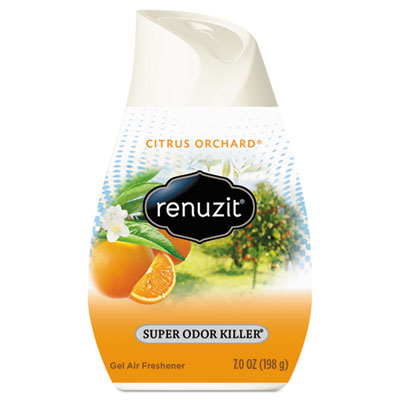 CITRUS ORCHARD®
renuzit®
SUPER ODOR KILLER®
Gel Air Freshener
7.0 OZ (198 g)